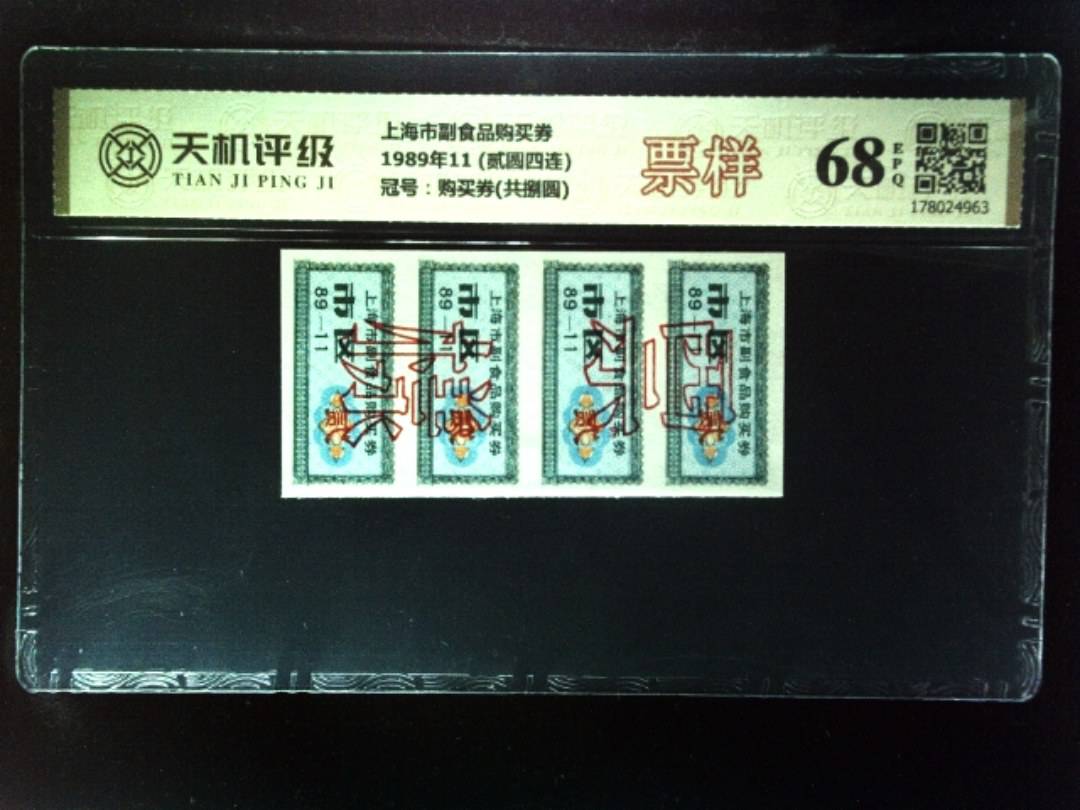 天机评级
TIAN JI PING JI
上海市副食品购买券
1989年11 (贰圆四连)
冠号：购买券(共捌圆)
票样
68
EPQ
178024963
上海市副食品购买券
市区
89—11
上海市副食品购买券
市区
89—11
上海市副食品购买券
市区
89—11
上海市副食品购买券
市区
89—11